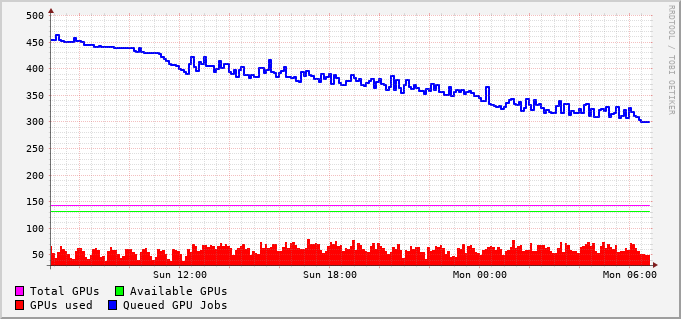 500
450
400
350
300
250
200
150
100
50
Sun 12:00 Sun 18:00 Mon 00:00 Mon 06:00
Total GPUs Available GPUs
GPUs used Queued GPU Jobs
RRDTOOL / TOBI OETIKER